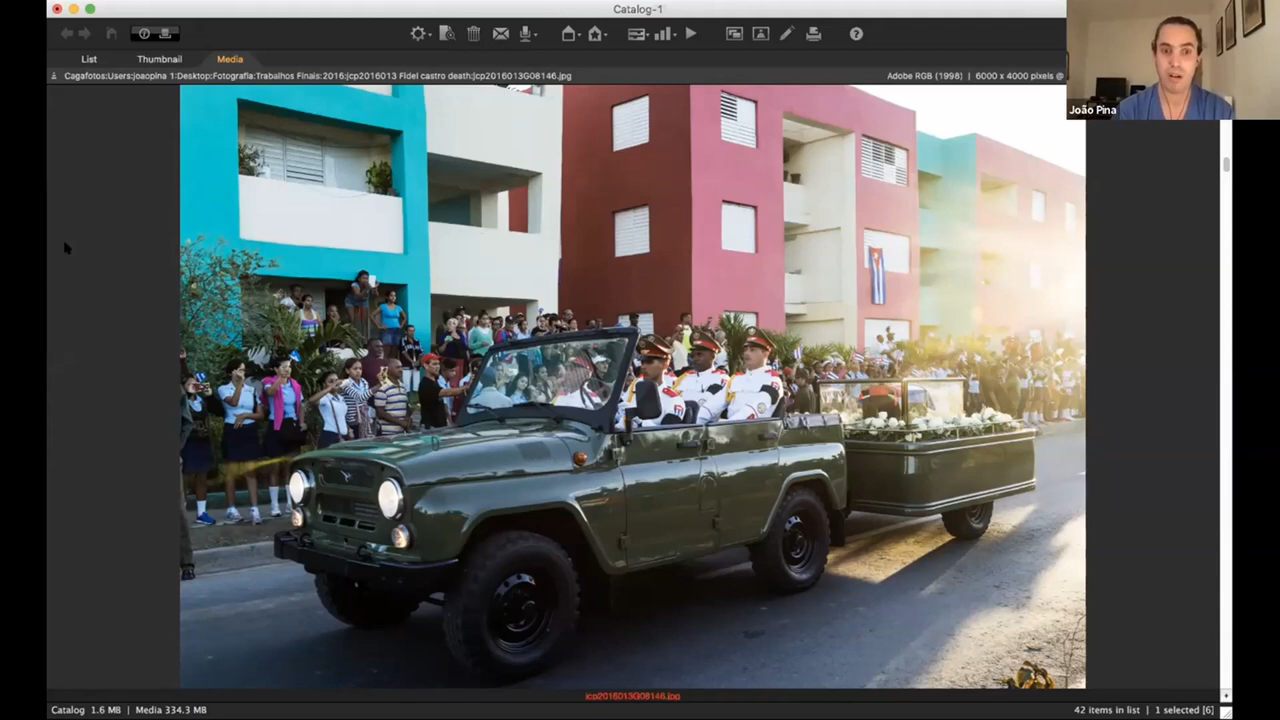 Catalog-1
List
Thumbnail
Media
Cagafotos:Users:joaopina 1:Desktop:Fotografia:Trabalhos Finais:2016:jcp2016013 Fidel castro death:jcp2016013G08146.jpg
Adobe RGB (1998) | 6000 x 4000 pixels @
João Pina
jcp2016013G08146.jpg
Catalog 1.6 MB | Media 334.3 MB
42 items in list | 1 selected [6]